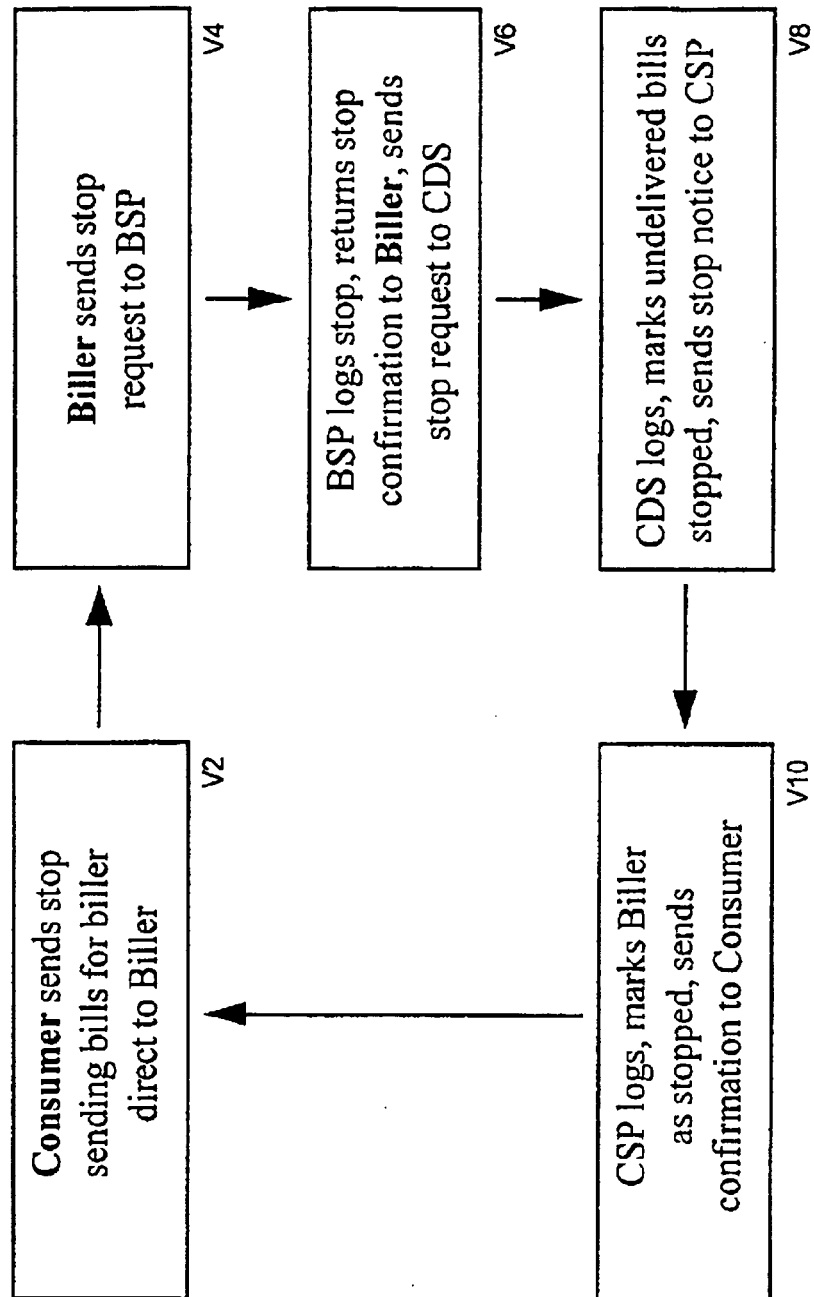 Consumer sends stop
sending bills for biller
direct to Biller
V2
Biller sends stop
request to BSP
V4
BSP logs stop, returns stop
confirmation to Biller, sends
stop request to CDS
V6
CDS logs, marks undelivered bills
stopped, sends stop notice to CSP
V8
CSP logs, marks Biller
as stopped, sends
confirmation to Consumer
V10